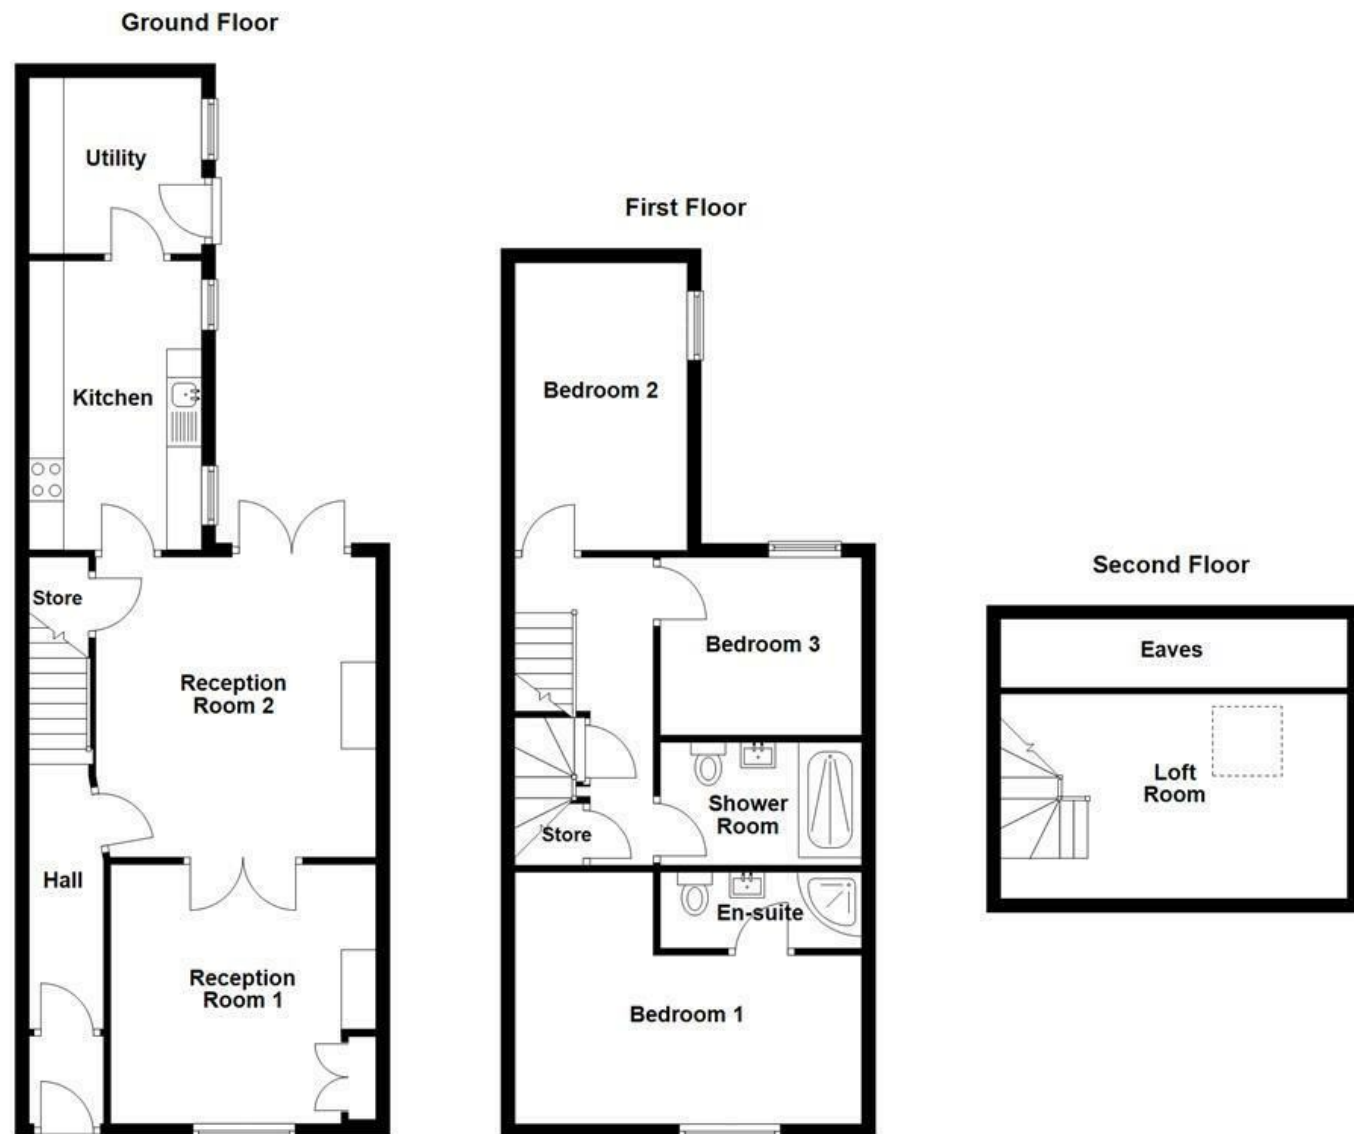 Ground Floor
Utility
Kitchen
Store
Reception
Room 2
Hall
Reception
Room 1
First Floor
Bedroom 2
Bedroom 3
Shower
Room
Store
En-suite
Bedroom 1
Second Floor
Eaves
Loft
Room